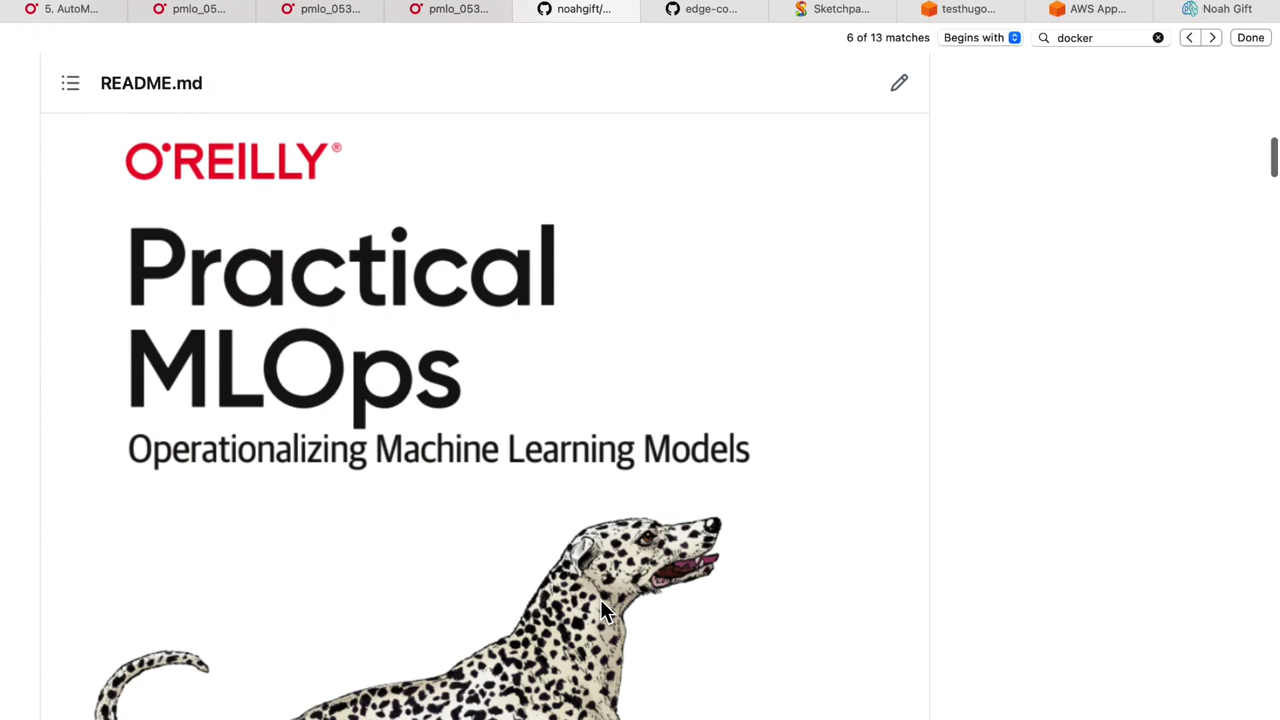 5. AutoM...
pmlo_05...
pmlo_053...
pmlo_053...
noahgift/...
edge-co...
Sketchpa...
testhugo...
AWS App...
Noah Gift
6 of 13 matches
Begins with
docker
Done
README.md
O'REILLY®
Practical
MLOps
Operationalizing Machine Learning Models